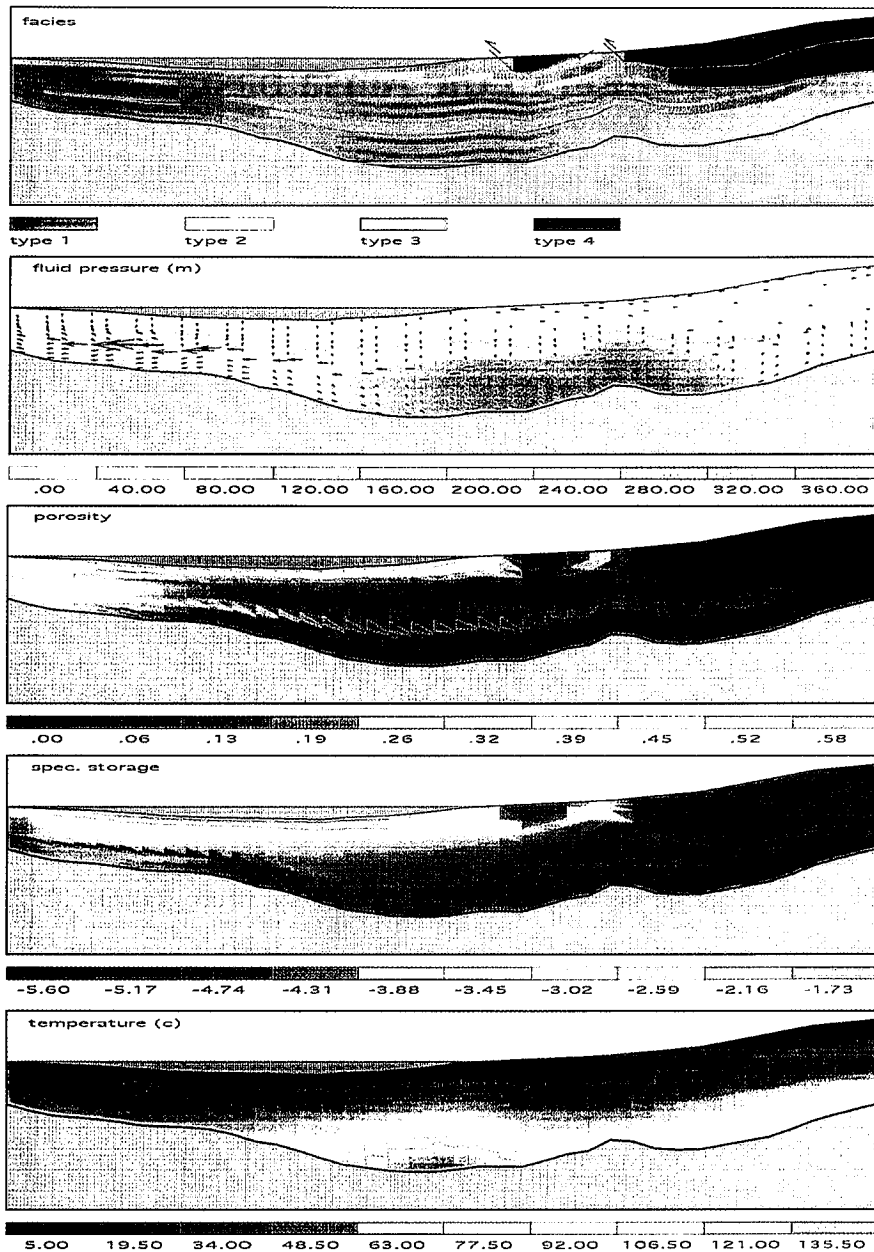 facies
type 1 type 2 type 3 type 4
fluid pressure (m)
.00 40.00 80.00 120.00 160.00 200.00 240.00 280.00 320.00 360.00
porosity
.00 .06 .13 .19 .26 .32 .39 .45 .52 .58
spec. storage
-5.60 -5.17 -4.74 -4.31 -3.88 -3.45 -3.02 -2.59 -2.16 -1.73
temperature (c)
5.00 19.50 34.00 48.50 63.00 77.50 92.00 106.50 121.00 135.50